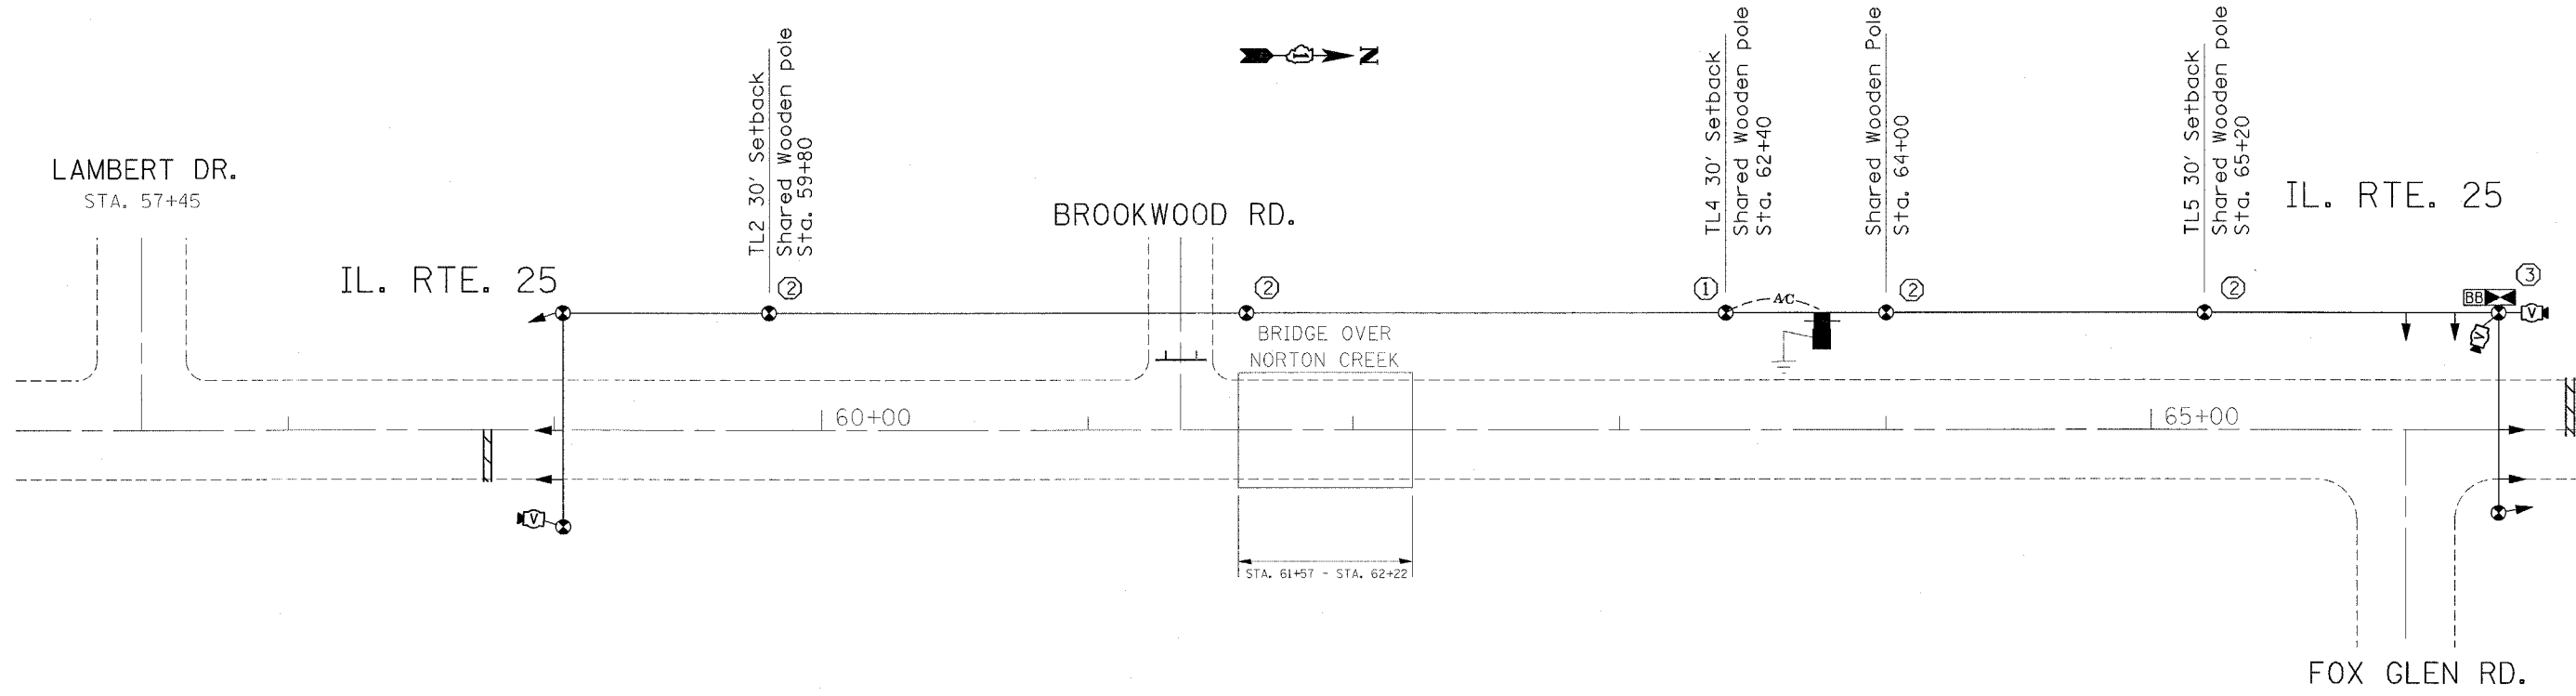 LAMBERT DR.
STA. 57+45
IL. RTE. 25
TL2 30' Setback
Shared Wooden pole
Sta. 59+80
2
N
BROOKWOOD RD.
2
BRIDGE OVER
NORTON CREEK
TL4 30' Setback
Shared Wooden pole
Sta. 62+40
1
A/C
Shared Wooden Pole
Sta. 64+00
2
TL5 30' Setback
Shared Wooden pole
Sta. 65+20
2
IL. RTE. 25
3
BB
V
V
60+00
65+00
V
STA. 61+57 - STA. 62+22
FOX GLEN RD.